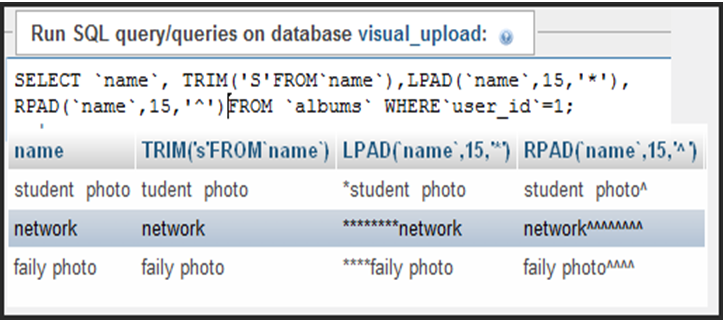 Run SQL query/queries on database visual_upload:
SELECT `name`, TRIM('S'FROM`name`),LPAD(`name`,15,'*'),
RPAD(`name`,15,'^')FROM `albums` WHERE`user_id`=1;
name TRIM('s'FROM`name`) LPAD(`name`,15,'*') RPAD(`name`,15,'^')
student photo tudent photo *student photo student photo^
network network ********network network^^^^^^^^
faily photo faily photo ****faily photo faily photo^^^^